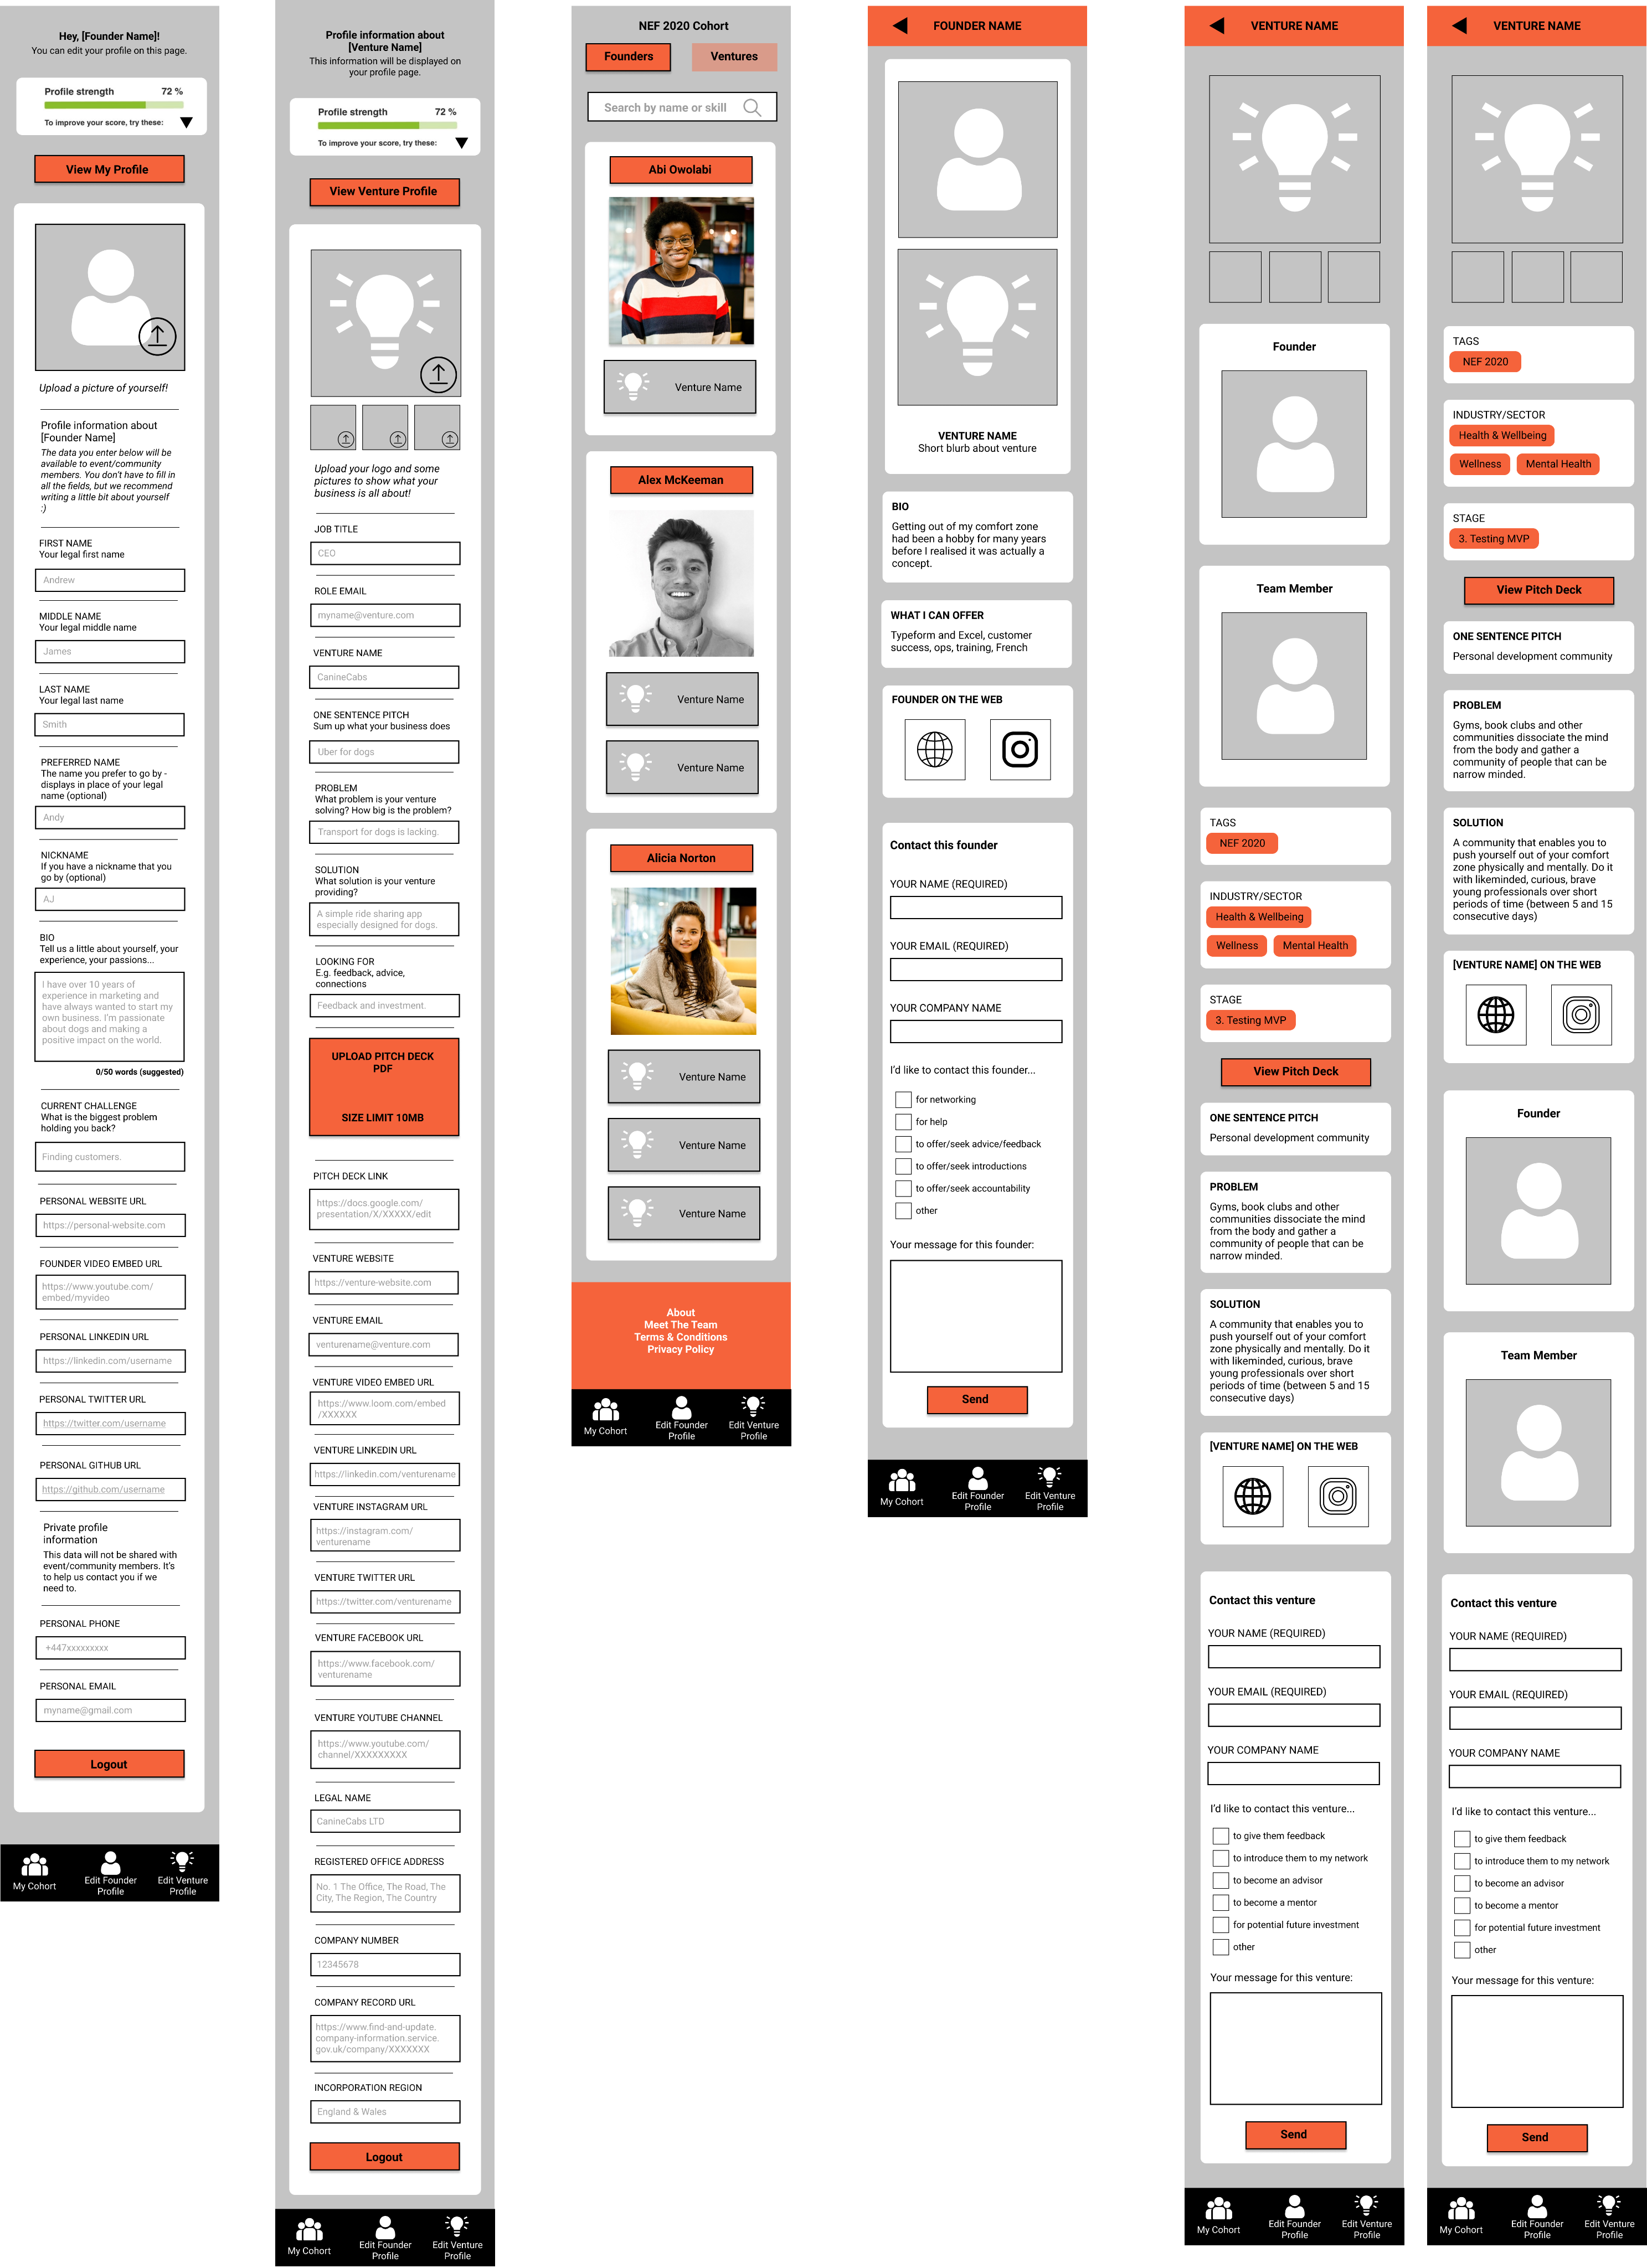 Hey, [Founder Name]!
You can edit your profile on this page.
Profile strength 72 %
To improve your score, try these:
View My Profile
Upload a picture of yourself!
Profile information about
[Founder Name]
The data you enter below will be
available to event/community
members. You don't have to fill in
all the fields, but we recommend
writing a little bit about yourself
:)
FIRST NAME
Your legal first name
Andrew
MIDDLE NAME
Your legal middle name
James
LAST NAME
Your legal last name
Smith
PREFERRED NAME
The name you prefer to go by -
displays in place of your legal
name (optional)
Andy
NICKNAME
If you have a nickname that you
go by (optional)
AJ
BIO
Tell us a little about yourself, your
experience, your passions...
I have over 10 years of
experience in marketing and
have always wanted to start my
own business. I'm passionate
about dogs and making a
positive impact on the world.
0/50 words (suggested)
CURRENT CHALLENGE
What is the biggest problem
holding you back?
Finding customers.
PERSONAL WEBSITE URL
https://personal-website.com
FOUNDER VIDEO EMBED URL
https://www.youtube.com/
embed/myvideo
PERSONAL LINKEDIN URL
https://linkedin.com/username
PERSONAL TWITTER URL
https://twitter.com/username
PERSONAL GITHUB URL
https://github.com/username
Private profile
information
This data will not be shared with
event/community members. It's
to help us contact you if we
need to.
PERSONAL PHONE
+447xxxxxxxxx
PERSONAL EMAIL
myname@gmail.com
Logout
My Cohort
Edit Founder
Profile
Edit Venture
Profile
Profile information about
[Venture Name]
This information will be displayed on
your profile page.
Profile strength 72 %
To improve your score, try these:
View Venture Profile
Upload your logo and some
pictures to show what your
business is all about!
JOB TITLE
CEO
ROLE EMAIL
myname@venture.com
VENTURE NAME
CanineCabs
ONE SENTENCE PITCH
Sum up what your business does
Uber for dogs
PROBLEM
What problem is your venture
solving? How big is the problem?
Transport for dogs is lacking.
SOLUTION
What solution is your venture
providing?
A simple ride sharing app
especially designed for dogs.
LOOKING FOR
E.g. feedback, advice,
connections
Feedback and investment.
UPLOAD PITCH DECK
PDF
SIZE LIMIT 10MB
PITCH DECK LINK
https://docs.google.com/
presentation/X/XXXXX/edit
VENTURE WEBSITE
https://venture-website.com
VENTURE EMAIL
venturename@venture.com
VENTURE VIDEO EMBED URL
https://www.loom.com/embed
/XXXXXX
VENTURE LINKEDIN URL
https://linkedin.com/venturename
VENTURE INSTAGRAM URL
https://instagram.com/
venturename
VENTURE TWITTER URL
https://twitter.com/venturename
VENTURE FACEBOOK URL
https://www.facebook.com/
venturename
VENTURE YOUTUBE CHANNEL
https://www.youtube.com/
channel/XXXXXXXXX
LEGAL NAME
CanineCabs LTD
REGISTERED OFFICE ADDRESS
No. 1 The Office, The Road, The
City, The Region, The Country
COMPANY NUMBER
12345678
COMPANY RECORD URL
https://www.find-and-update.
company-information.service.
gov.uk/company/XXXXXXX
INCORPORATION REGION
England & Wales
Logout
My Cohort
Edit Founder
Profile
Edit Venture
Profile
NEF 2020 Cohort
Founders
Ventures
Search by name or skill
Abi Owolabi
Venture Name
Alex McKeeman
Venture Name
Venture Name
Alicia Norton
Venture Name
Venture Name
Venture Name
About
Meet The Team
Terms & Conditions
Privacy Policy
My Cohort
Edit Founder
Profile
Edit Venture
Profile
FOUNDER NAME
VENTURE NAME
Short blurb about venture
BIO
Getting out of my comfort zone
had been a hobby for many years
before I realised it was actually a
concept.
WHAT I CAN OFFER
Typeform and Excel, customer
success, ops, training, French
FOUNDER ON THE WEB
Contact this founder
YOUR NAME (REQUIRED)
YOUR EMAIL (REQUIRED)
YOUR COMPANY NAME
I'd like to contact this founder...
for networking
for help
to offer/seek advice/feedback
to offer/seek introductions
to offer/seek accountability
other
Your message for this founder:
Send
My Cohort
Edit Founder
Profile
Edit Venture
Profile
VENTURE NAME
Founder
Team Member
TAGS
NEF 2020
INDUSTRY/SECTOR
Health & Wellbeing
Wellness
Mental Health
STAGE
3. Testing MVP
View Pitch Deck
ONE SENTENCE PITCH
Personal development community
PROBLEM
Gyms, book clubs and other
communities dissociate the mind
from the body and gather a
community of people that can be
narrow minded.
SOLUTION
A community that enables you to
push yourself out of your comfort
zone physically and mentally. Do it
with likeminded, curious, brave
young professionals over short
periods of time (between 5 and 15
consecutive days)
[VENTURE NAME] ON THE WEB
Contact this venture
YOUR NAME (REQUIRED)
YOUR EMAIL (REQUIRED)
YOUR COMPANY NAME
I'd like to contact this venture...
to give them feedback
to introduce them to my network
to become an advisor
to become a mentor
for potential future investment
other
Your message for this venture:
Send
My Cohort
Edit Founder
Profile
Edit Venture
Profile
VENTURE NAME
TAGS
NEF 2020
INDUSTRY/SECTOR
Health & Wellbeing
Wellness
Mental Health
STAGE
3. Testing MVP
View Pitch Deck
ONE SENTENCE PITCH
Personal development community
PROBLEM
Gyms, book clubs and other
communities dissociate the mind
from the body and gather a
community of people that can be
narrow minded.
SOLUTION
A community that enables you to
push yourself out of your comfort
zone physically and mentally. Do it
with likeminded, curious, brave
young professionals over short
periods of time (between 5 and 15
consecutive days)
[VENTURE NAME] ON THE WEB
Founder
Team Member
Contact this venture
YOUR NAME (REQUIRED)
YOUR EMAIL (REQUIRED)
YOUR COMPANY NAME
I'd like to contact this venture...
to give them feedback
to introduce them to my network
to become an advisor
to become a mentor
for potential future investment
other
Your message for this venture:
Send
My Cohort
Edit Founder
Profile
Edit Venture
Profile